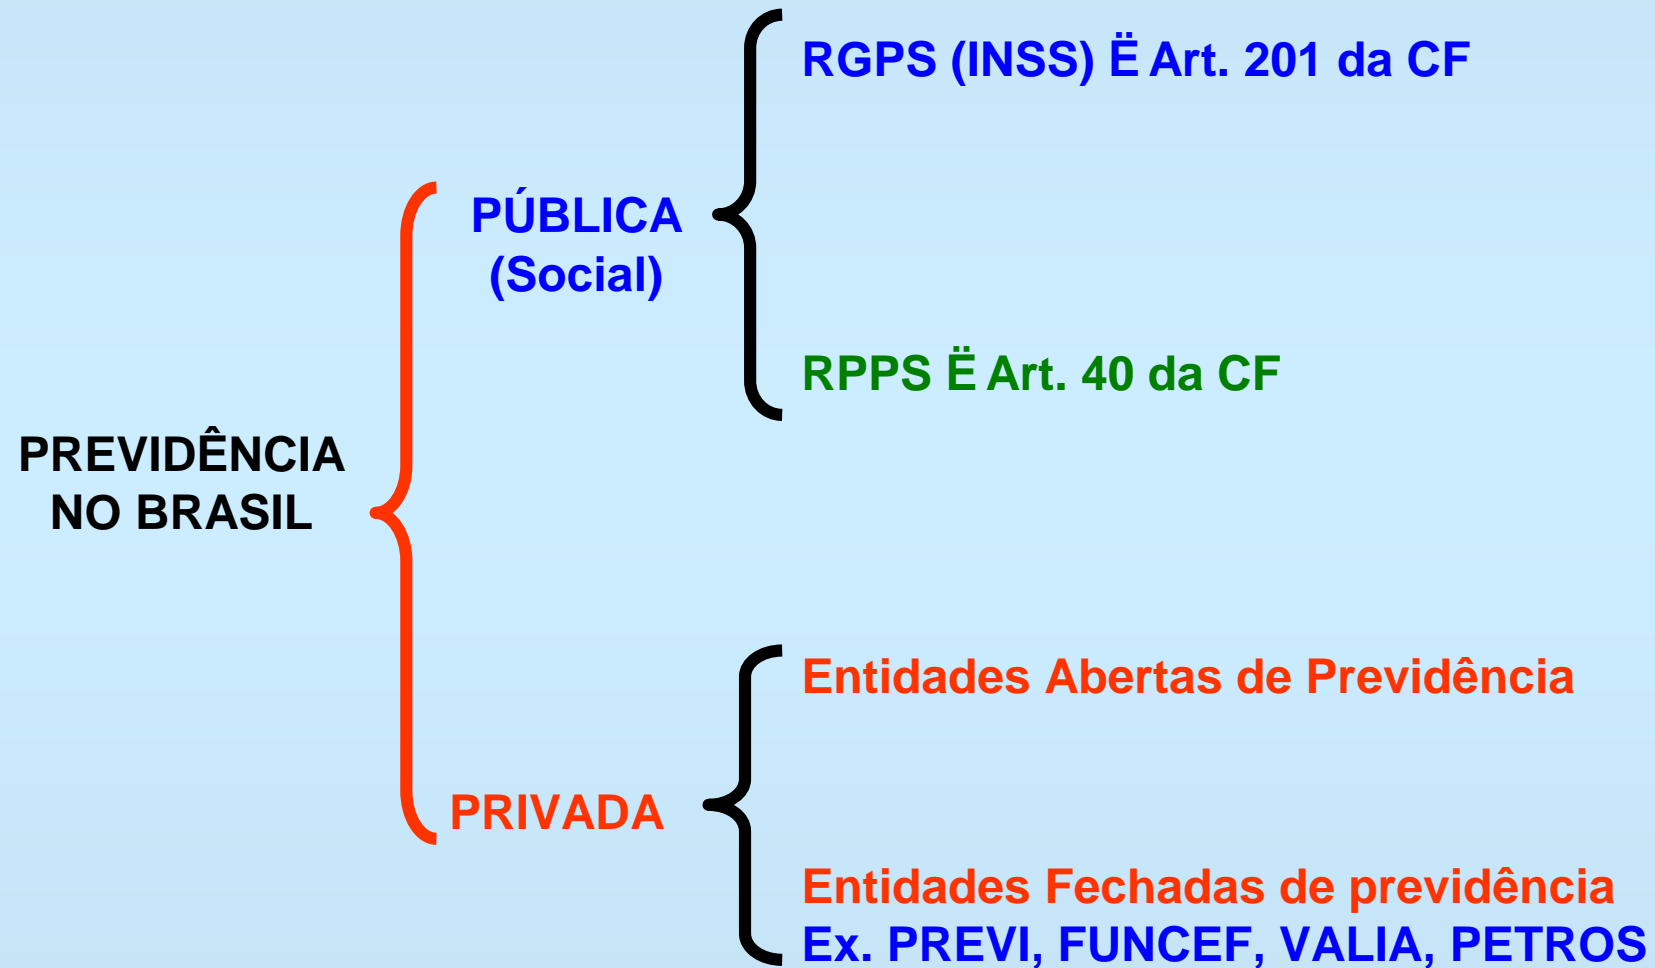 RGPS (INSS) Ë Art. 201 da CF
PÚBLICA
(Social)
RPPS Ë Art. 40 da CF
PREVIDÊNCIA
NO BRASIL
Entidades Abertas de Previdência
PRIVADA
Entidades Fechadas de previdência
Ex. PREVI, FUNCEF, VALIA, PETROS